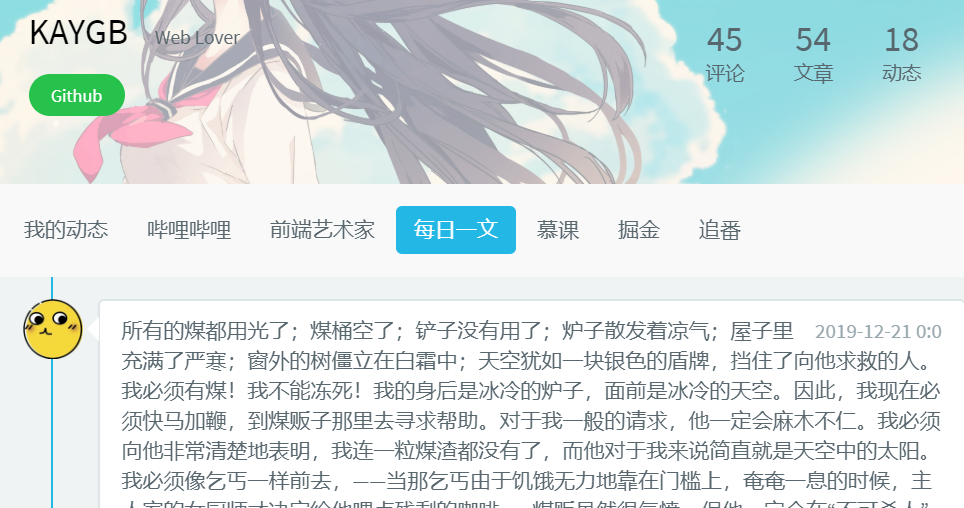 KAYGB Web Lover
Github
45 54 18
评论 文章 动态
我的动态 哔哩哔哩 前端艺术家 每日一文 慕课 掘金 追番
所有的煤都用光了；煤桶空了；铲子没有用了；炉子散发着凉气；屋子里 2019-12-21 0:0
充满了严寒；窗外的树僵立在白霜中；天空犹如一块银色的盾牌，挡住了向他求救的人。
我必须有煤！我不能冻死！我的身后是冰冷的炉子，面前是冰冷的天空。因此，我现在必
须快马加鞭，到煤贩子那里去寻求帮助。对于我一般的请求，他一定会麻木不仁。我必须
向他非常清楚地表明，我连一粒煤渣都没有了，而他对于我来说简直就是天空中的太阳。
我必须像乞丐一样前去，——当那乞丐由于饥饿无力地靠在门槛上，奄奄一息的时候，主